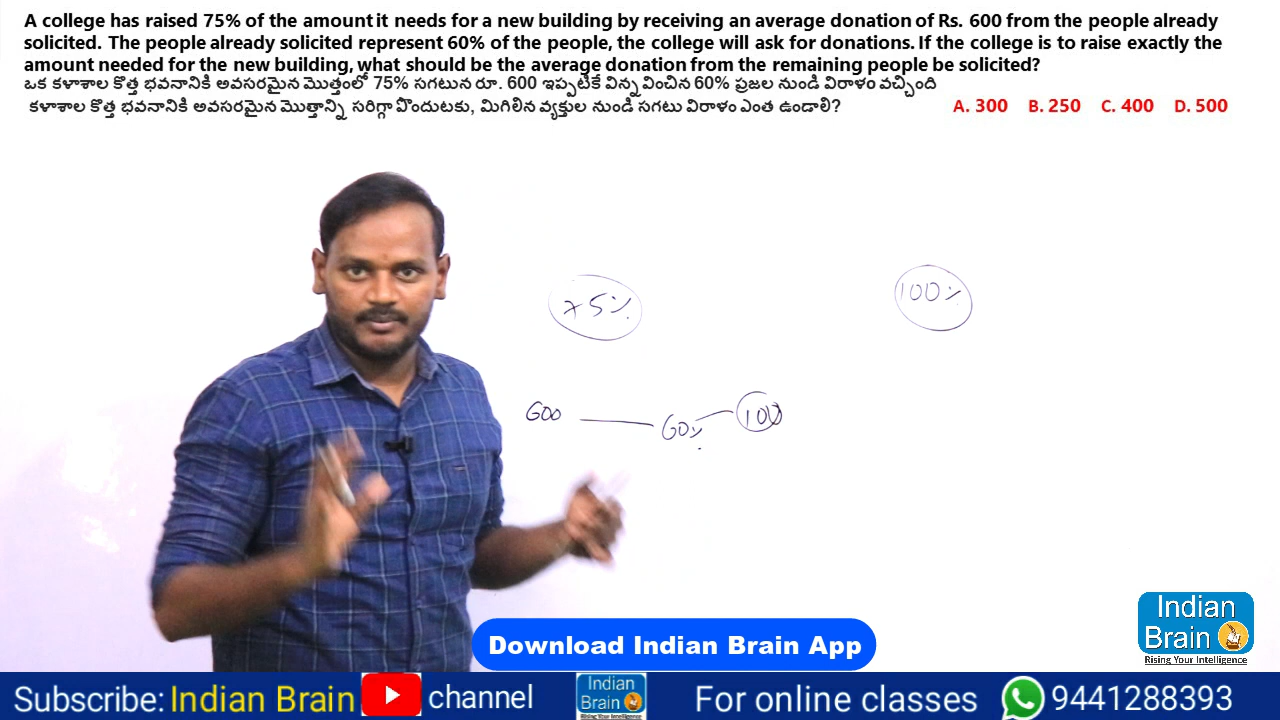 A college has raised 75% of the amount it needs for a new building by receiving an average donation of Rs. 600 from the people already
solicited. The people already solicited represent 60% of the people, the college will ask for donations. If the college is to raise exactly the
amount needed for the new building, what should be the average donation from the remaining people be solicited?
ఒక కళాశాల కొత్త భవనానికి అవసరమైన మొత్తంలో 75% సగటున రూ. 600 ఇప్పటికే విన్నవించిన 60% ప్రజల నుండి విరాళం వచ్చింది
కళాశాల కొత్త భవనానికి అవసరమైన మొత్తాన్ని సరిగ్గా పొందుటకు, మిగిలిన వ్యక్తుల నుండి సగటు విరాళం ఎంత ఉండాలి? A. 300 B. 250 C. 400 D. 500
75% 100%
600 60% 100
Indian
Brain
Rising Your Intelligence
Download Indian Brain App
Subscribe: Indian Brain channel Indian Brain Rising Your Intelligence For online classes 9441288393